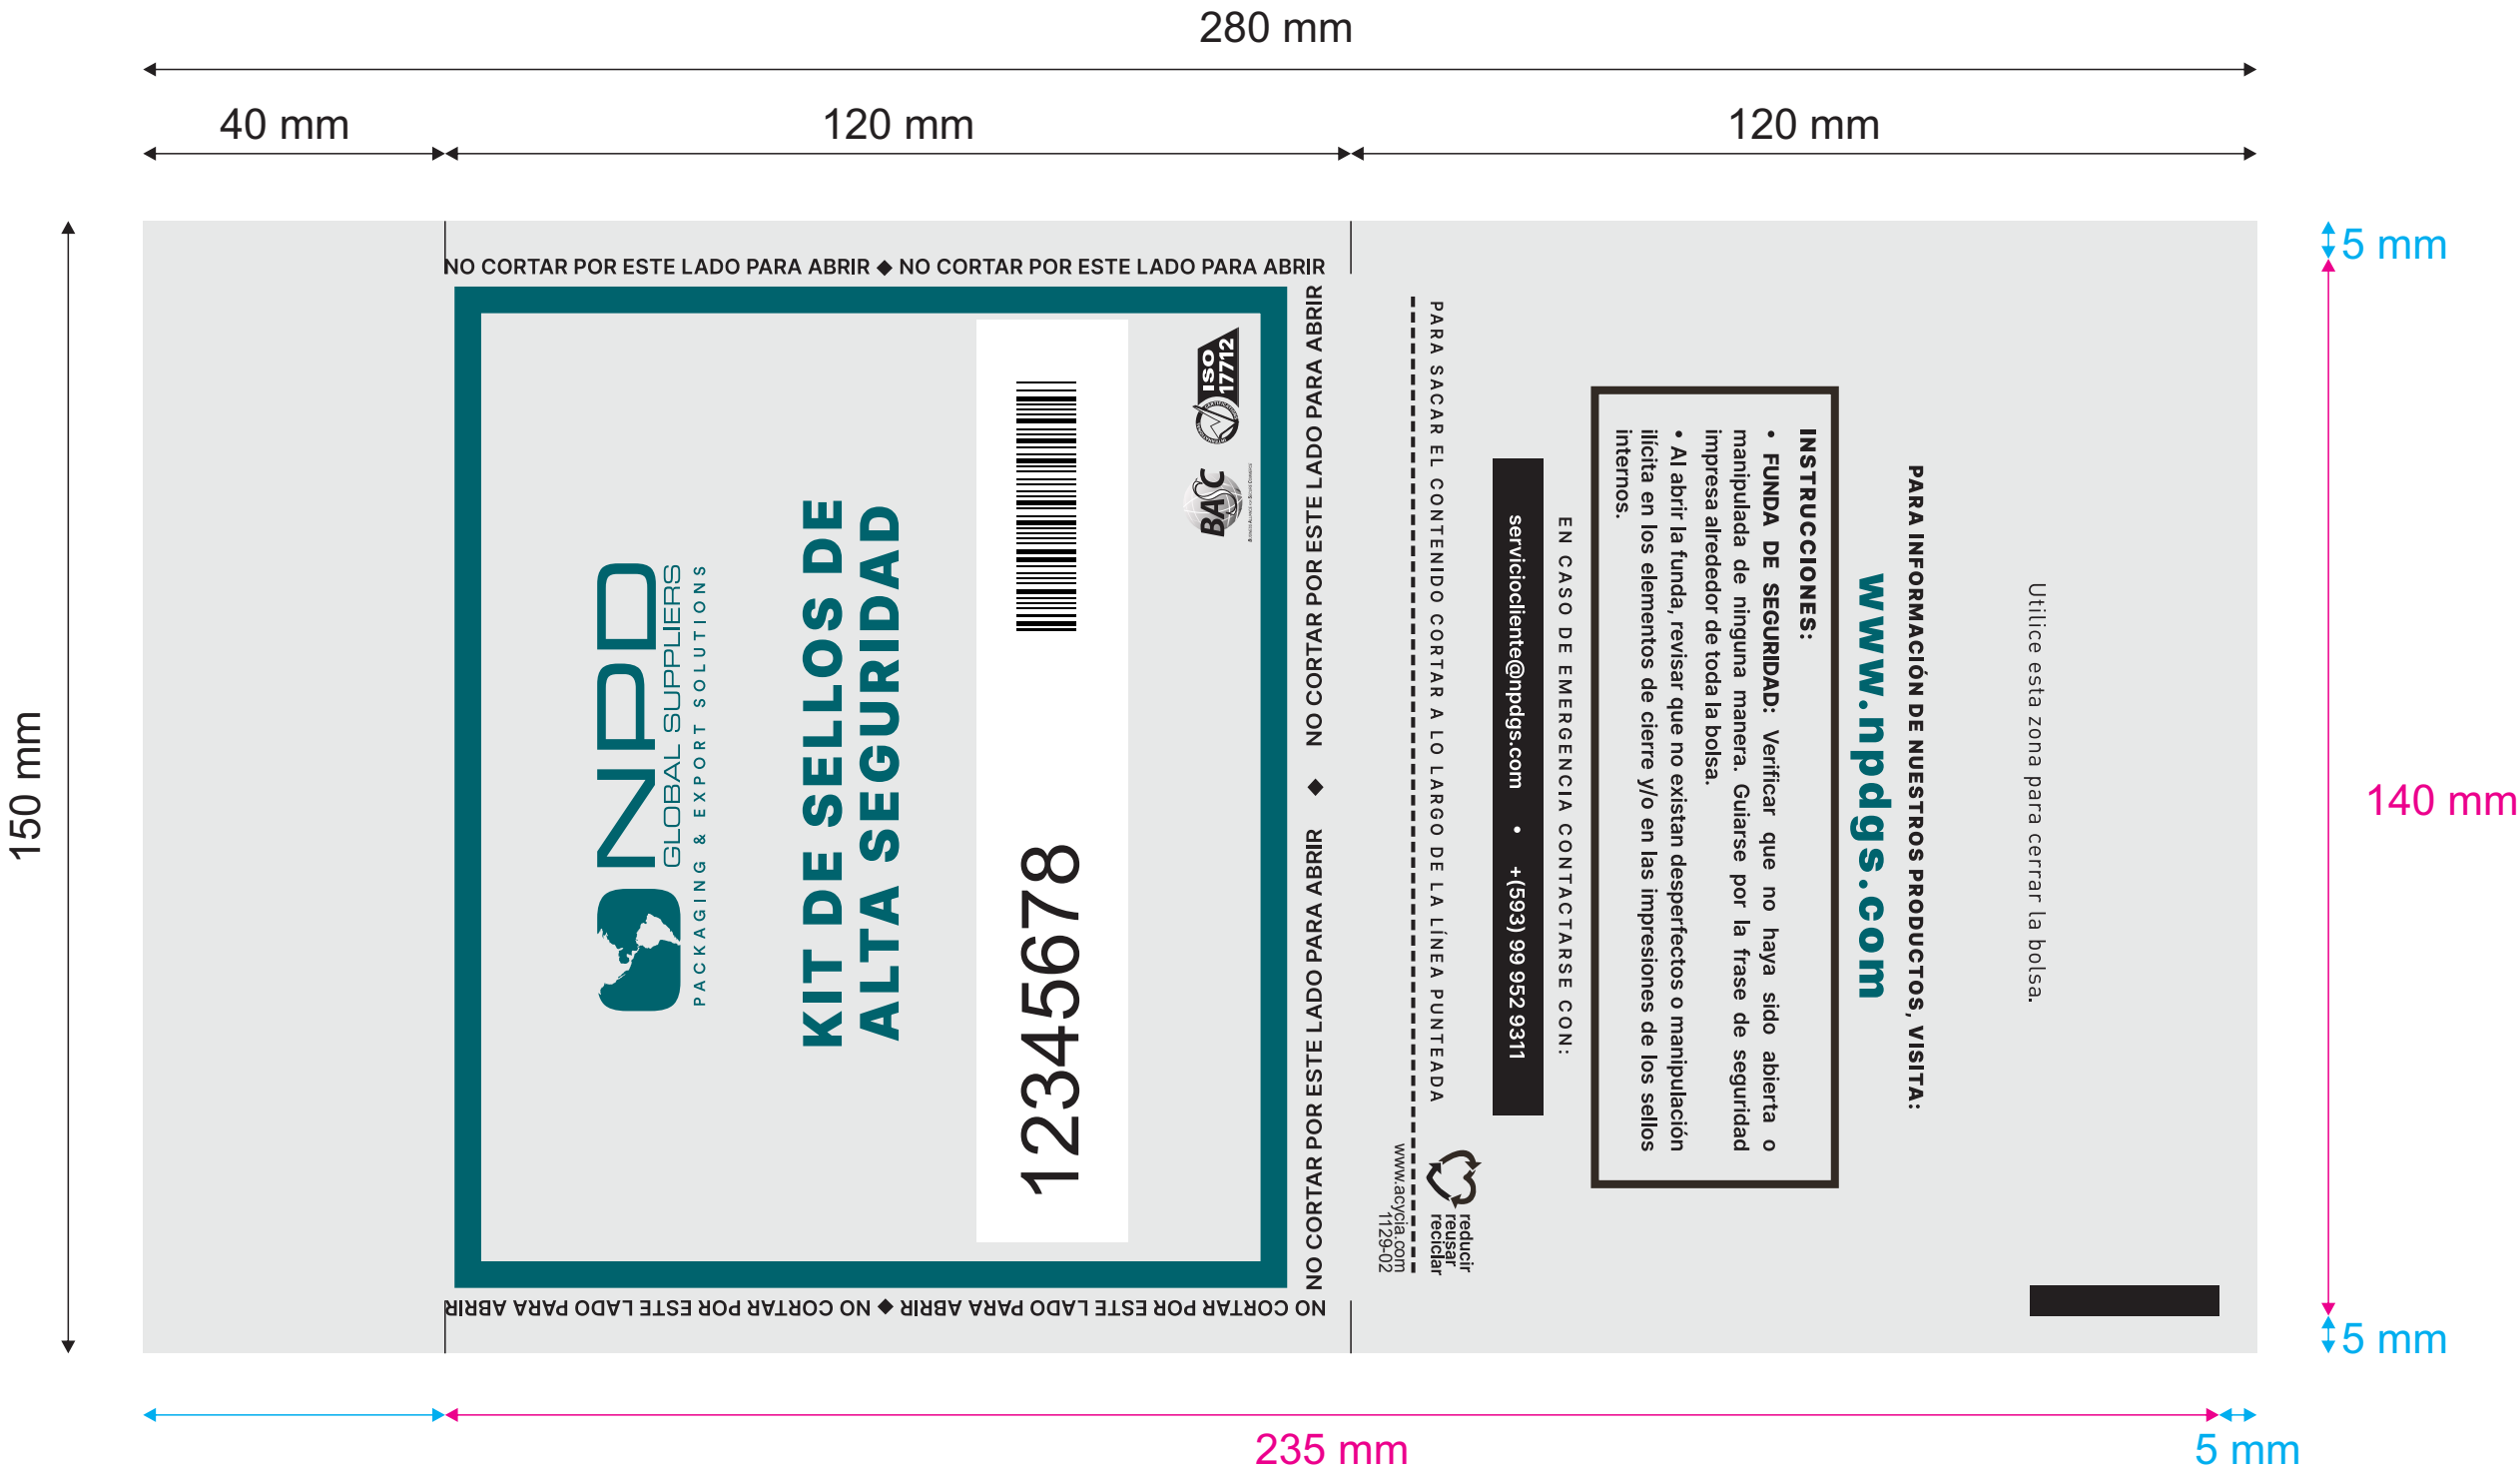 280 mm
40 mm
120 mm
120 mm
150 mm
5 mm
140 mm
5 mm
235 mm
5 mm
NO CORTAR POR ESTE LADO PARA ABRIR ◆ NO CORTAR POR ESTE LADO PARA ABRIR
NPD
GLOBAL SUPPLIERS
PACKAGING & EXPORT SOLUTIONS
KIT DE SELLOS DE
ALTA SEGURIDAD
12345678
ISO
17712
BASC
NO CORTAR POR ESTE LADO PARA ABRIR ◆ NO CORTAR POR ESTE LADO PARA ABRIR
NO CORTAR POR ESTE LADO PARA ABRIR ◆ NO CORTAR POR ESTE LADO PARA ABRIR
Utilice esta zona para cerrar la bolsa.
PARA INFORMACIÓN DE NUESTROS PRODUCTOS, VISITA:
www.npdgs.com
INSTRUCCIONES:
• FUNDA DE SEGURIDAD: Verificar que no haya sido abierta o
manipulada de ninguna manera. Guiarse por la frase de seguridad
impresa alrededor de toda la bolsa.
• Al abrir la funda, revisar que no existan desperfectos o manipulación
ilícita en los elementos de cierre y/o en las impresiones de los sellos
internos.
EN CASO DE EMERGENCIA CONTACTARSE CON:
serviciocliente@npdgs.com • +(593) 99 952 9311
PARA SACAR EL CONTENIDO CORTAR A LO LARGO DE LA LÍNEA PUNTEADA
reducir
reusar
reciclar
www.acycia.com
1129-02